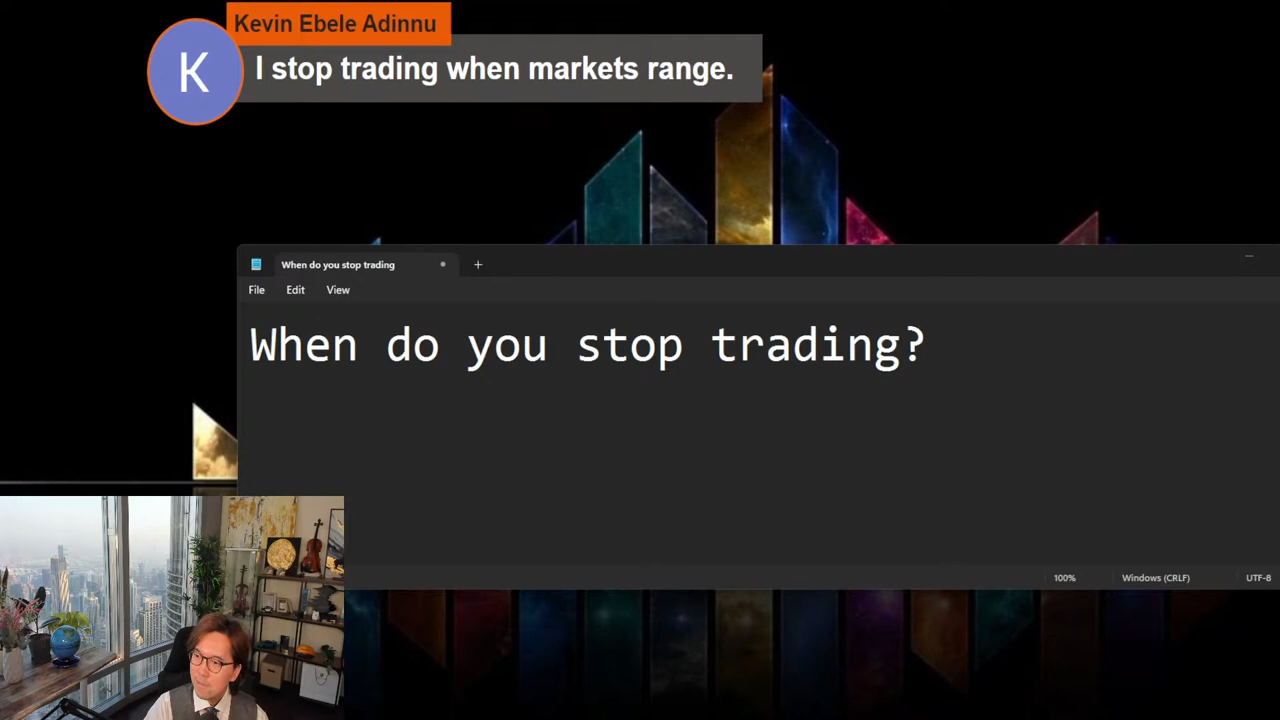 Kevin Ebele Adinnu
K
I stop trading when markets range.
When do you stop trading
File Edit View
When do you stop trading?
100% Windows (CRLF) UTF-8